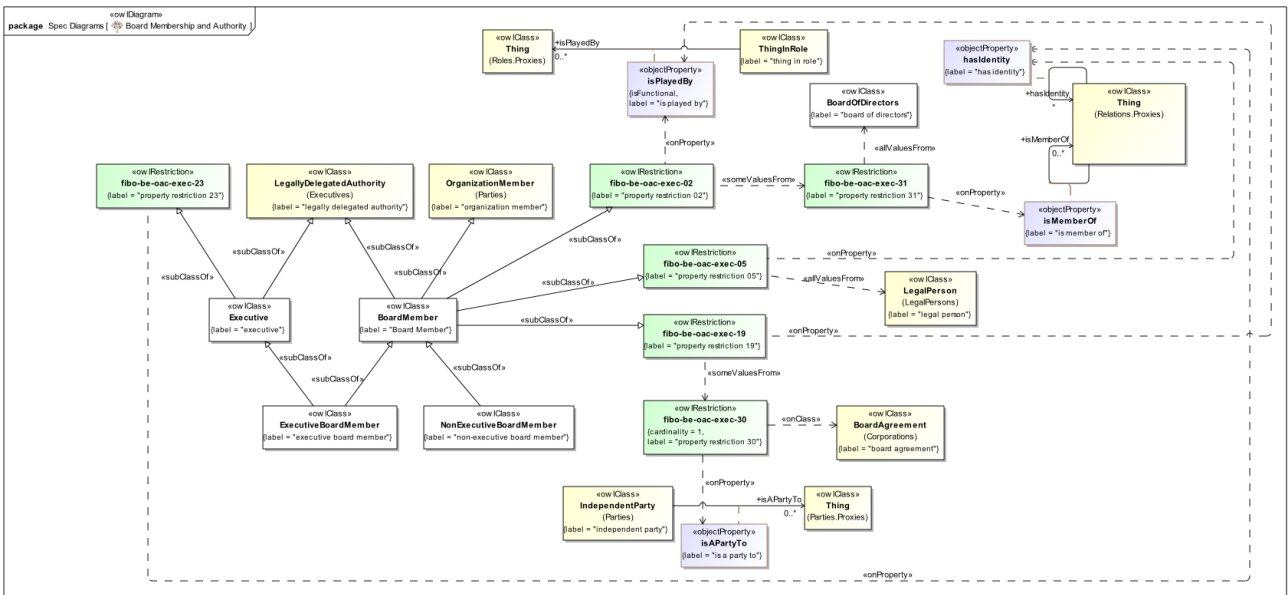 «owlDiagram»
package Spec Diagrams [ Board Membership and Authority ]
«owlClass»
Thing
(Roles.Proxies)
+isPlayedBy
0..*
«owlClass»
ThingInRole
{label = "thing in role"}
«objectProperty»
isPlayedBy
{isFunctional,
label = "is played by"}
«objectProperty»
hasIdentity
{label = "has identity"}
+hasIdentity
*
+isMemberOf
0..*
«owlClass»
Thing
(Relations.Proxies)
«owlClass»
BoardOfDirectors
{label = "board of directors"}
«onProperty»
«allValuesFrom»
«owlRestriction»
fibo-be-oac-exec-23
{label = "property restriction 23"}
«owlClass»
LegallyDelegatedAuthority
(Executives)
{label = "legally delegated authority"}
«owlClass»
OrganizationMember
(Parties)
{label = "organization member"}
«owlRestriction»
fibo-be-oac-exec-02
{label = "property restriction 02"}
«someValuesFrom»
«owlRestriction»
fibo-be-oac-exec-31
{label = "property restriction 31"}
«onProperty»
«objectProperty»
isMemberOf
{label = "is member of"}
«subClassOf»
«subClassOf»
«subClassOf»
«subClassOf»
«subClassOf»
«owlRestriction»
fibo-be-oac-exec-05
{label = "property restriction 05"}
«onProperty»
«allValuesFrom»
«owlClass»
LegalPerson
(LegalPersons)
{label = "legal person"}
«subClassOf»
«owlClass»
Executive
{label = "executive"}
«owlClass»
BoardMember
{label = "Board Member"}
«subClassOf»
«owlRestriction»
fibo-be-oac-exec-19
{label = "property restriction 19"}
«onProperty»
«subClassOf»
«subClassOf»
«subClassOf»
«someValuesFrom»
«owlClass»
ExecutiveBoardMember
{label = "executive board member"}
«owlClass»
NonExecutiveBoardMember
{label = "non-executive board member"}
«owlRestriction»
fibo-be-oac-exec-30
{cardinality = 1,
label = "property restriction 30"}
«onClass»
«owlClass»
BoardAgreement
(Corporations)
{label = "board agreement"}
«onProperty»
«owlClass»
IndependentParty
(Parties)
{label = "independent party"}
+isAPartyTo
0..*
«owlClass»
Thing
(Parties.Proxies)
«objectProperty»
isAPartyTo
{label = "is a party to"}
«onProperty»